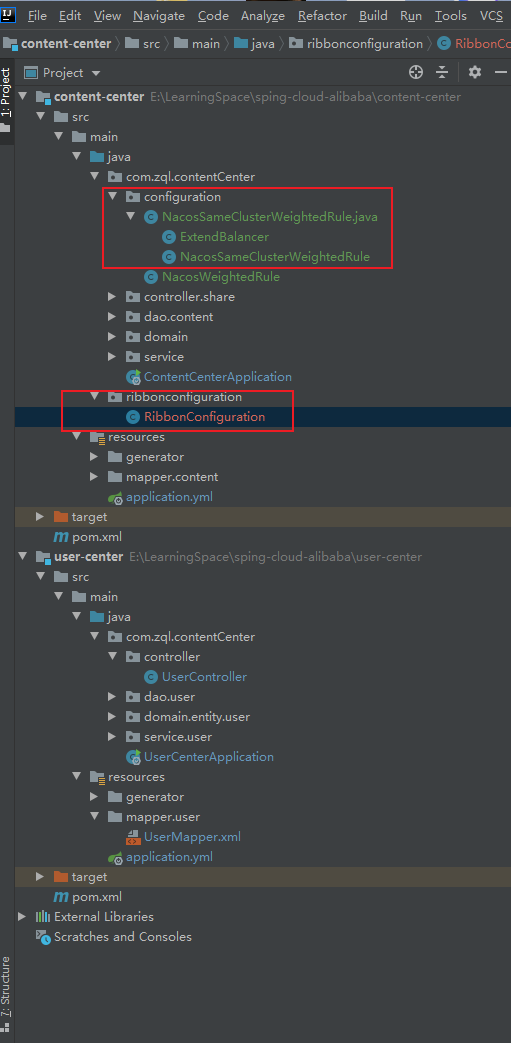 IJ File Edit View Navigate Code Analyze Refactor Build Run Tools VCS
content-center src main java ribbonconfiguration RibbonCo
1: Project
Project
content-center E:\LearningSpace\sping-cloud-alibaba\content-center
src
main
java
com.zql.contentCenter
configuration
NacosSameClusterWeightedRule.java
ExtendBalancer
NacosSameClusterWeightedRule
NacosWeightedRule
controller.share
dao.content
domain
service
ContentCenterApplication
ribbonconfiguration
RibbonConfiguration
resources
generator
mapper.content
application.yml
target
pom.xml
user-center E:\LearningSpace\sping-cloud-alibaba\user-center
src
main
java
com.zql.contentCenter
controller
UserController
dao.user
domain.entity.user
service.user
UserCenterApplication
resources
generator
mapper.user
UserMapper.xml
application.yml
target
pom.xml
External Libraries
Scratches and Consoles
7: Structure